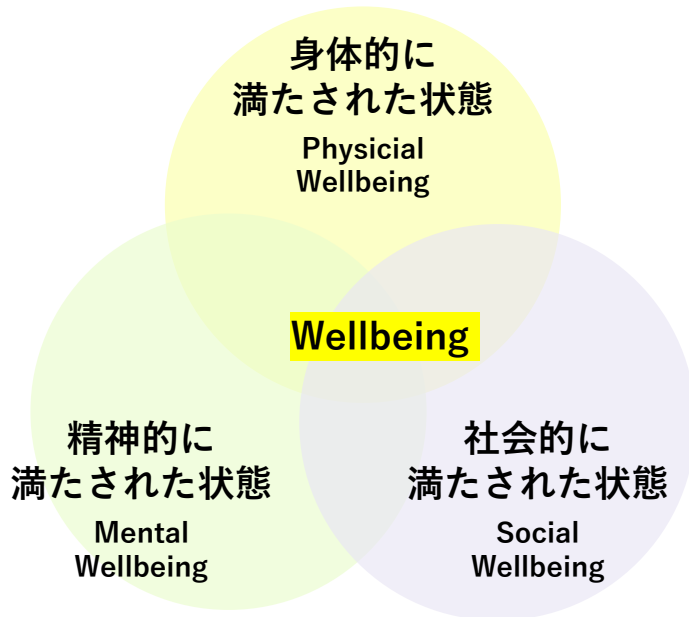 身体的に
満たされた状態
Physicial
Wellbeing
Wellbeing
精神的に
満たされた状態
Mental
Wellbeing
社会的に
満たされた状態
Social
Wellbeing